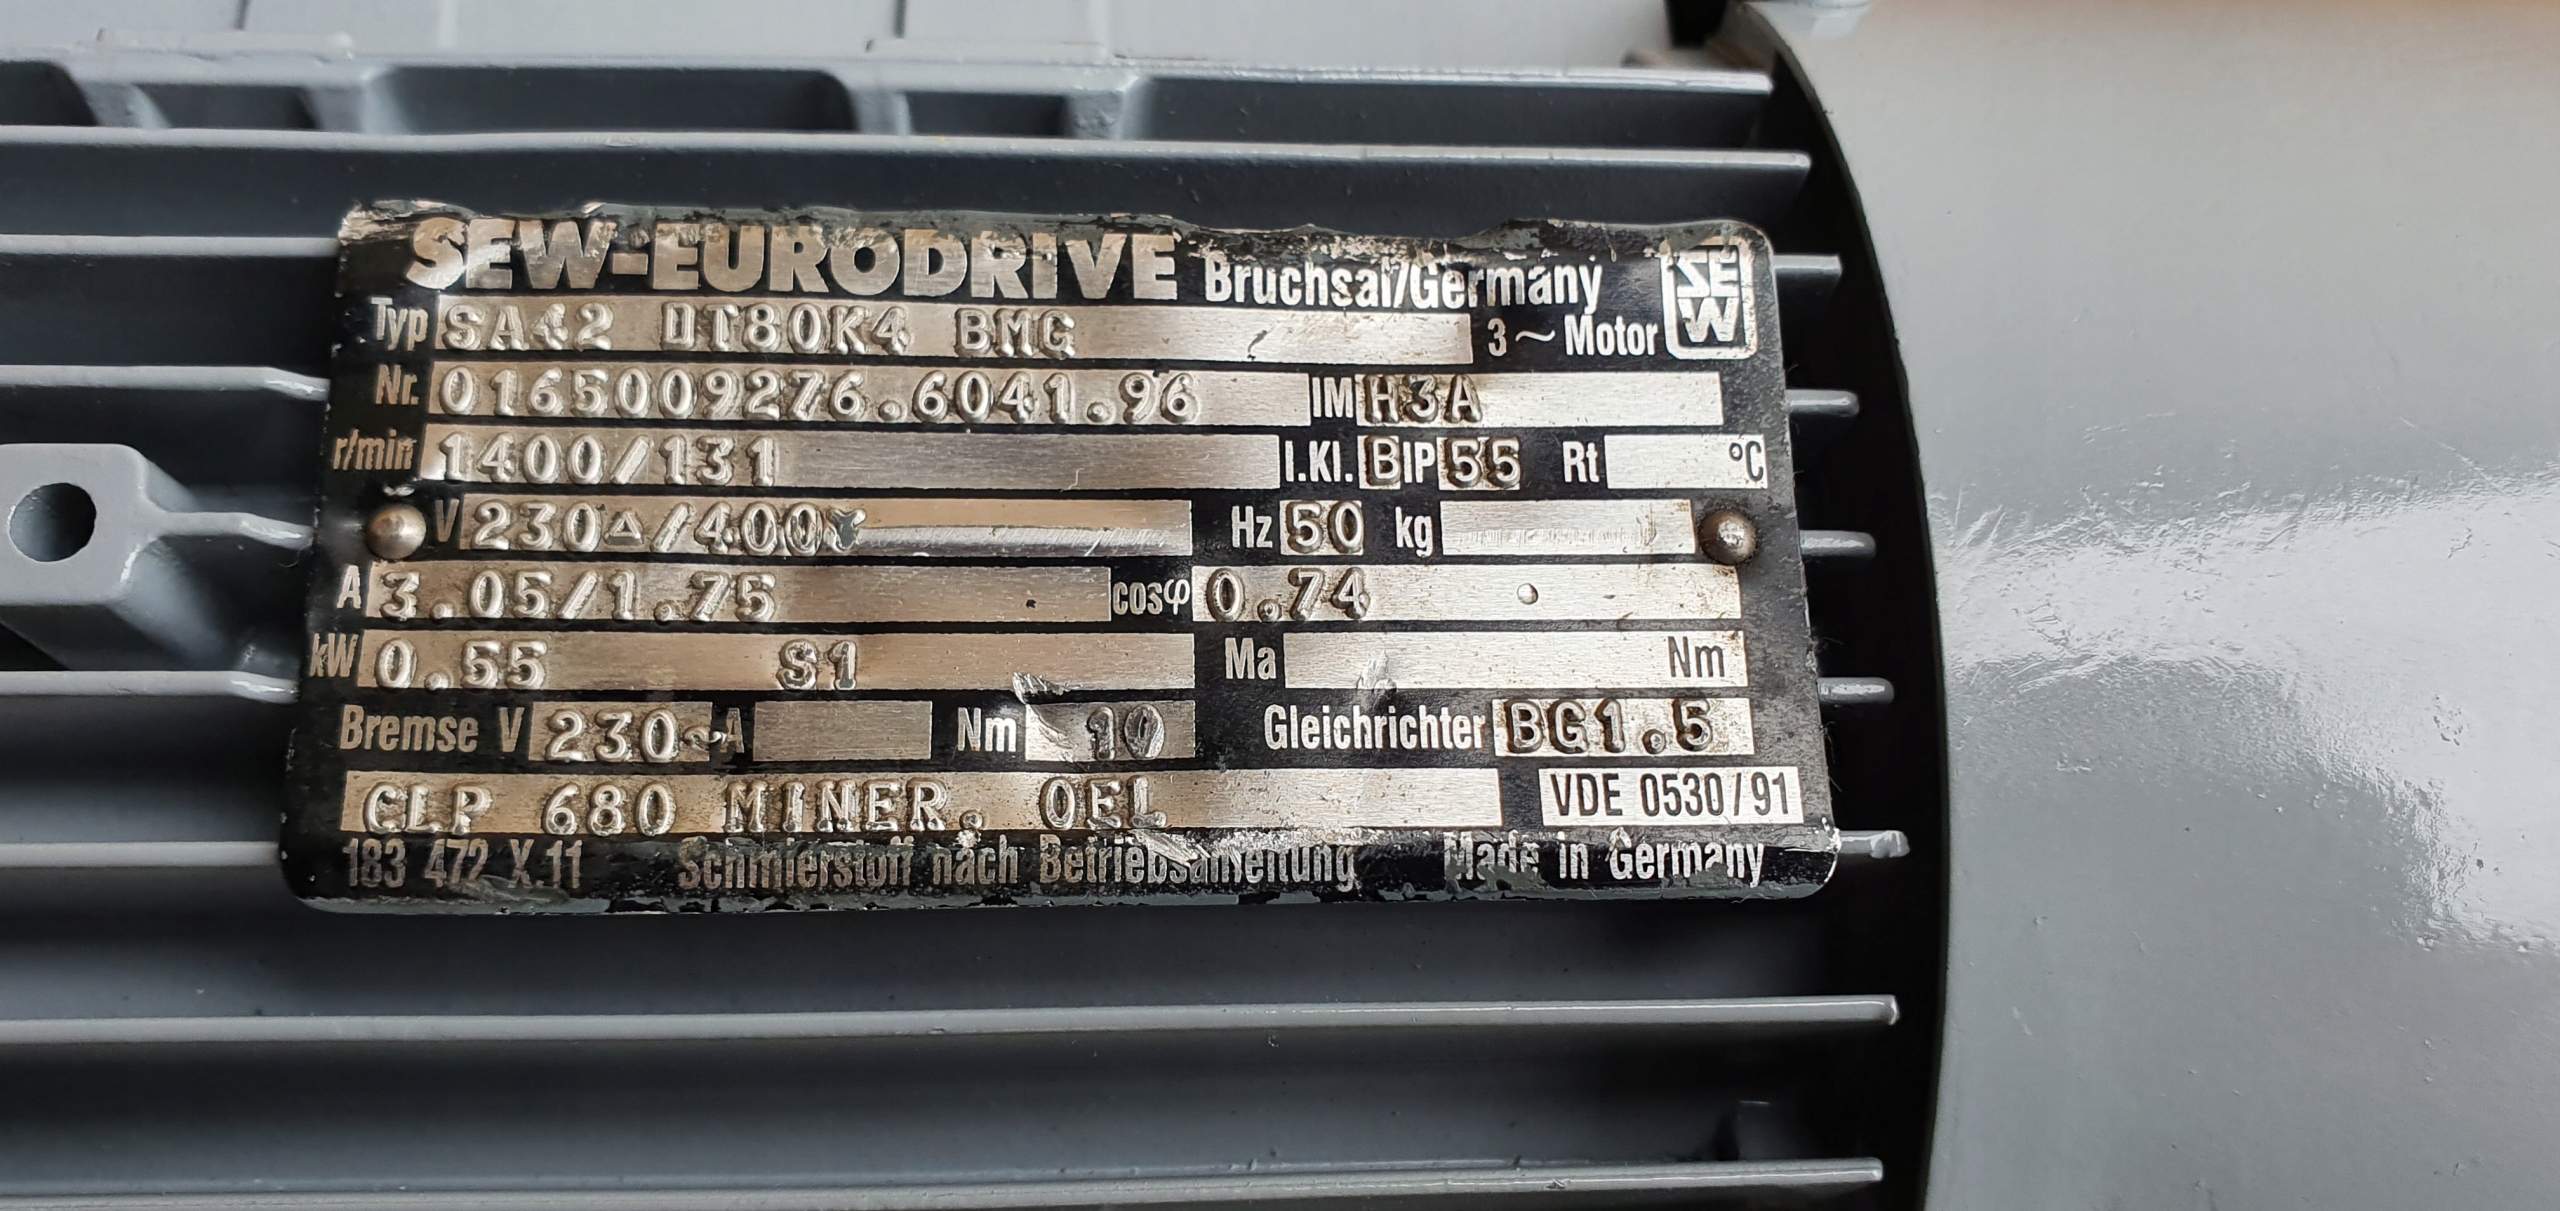 SEW-EURODRIVE Bruchsal/Germany SEW
Typ SA42 DT80K4 BMG 3~Motor
Nr. 0165009276.6041.96 IM H3A
r/min 1400/131 I.Kl. B IP 55 Rt °C
V 230△/400Y Hz 50 kg
A 3.05/1.75 cosφ 0.74
kW 0.55 S1 Ma Nm
Bremse V 230~A Nm 10 Gleichrichter BG1.5
CLP 680 MINER. OEL VDE 0530/91
183 472 X.11 Schmierstoff nach Betriebsanleitung Made in Germany